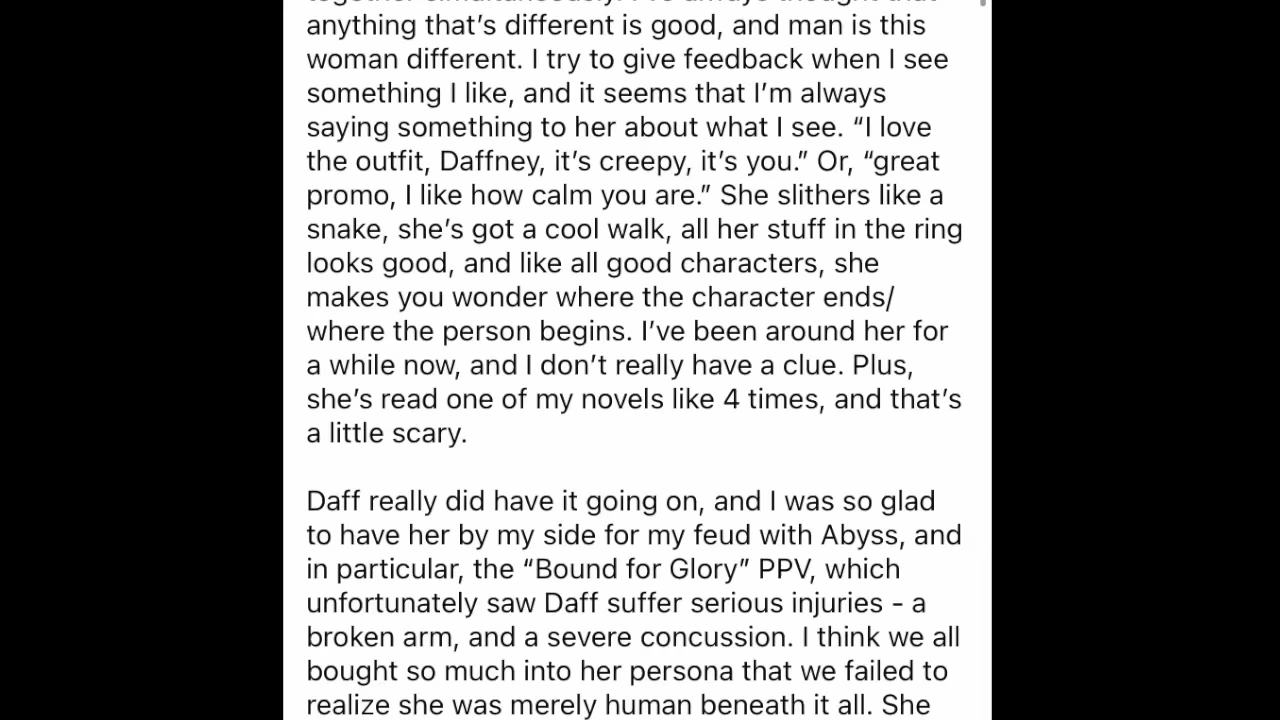 anything that’s different is good, and man is this
woman different. I try to give feedback when I see
something I like, and it seems that I’m always
saying something to her about what I see. “I love
the outfit, Daffney, it’s creepy, it’s you.” Or, “great
promo, I like how calm you are.” She slithers like a
snake, she’s got a cool walk, all her stuff in the ring
looks good, and like all good characters, she
makes you wonder where the character ends/
where the person begins. I’ve been around her for
a while now, and I don’t really have a clue. Plus,
she’s read one of my novels like 4 times, and that’s
a little scary.
Daff really did have it going on, and I was so glad
to have her by my side for my feud with Abyss, and
in particular, the “Bound for Glory” PPV, which
unfortunately saw Daff suffer serious injuries - a
broken arm, and a severe concussion. I think we all
bought so much into her persona that we failed to
realize she was merely human beneath it all. She